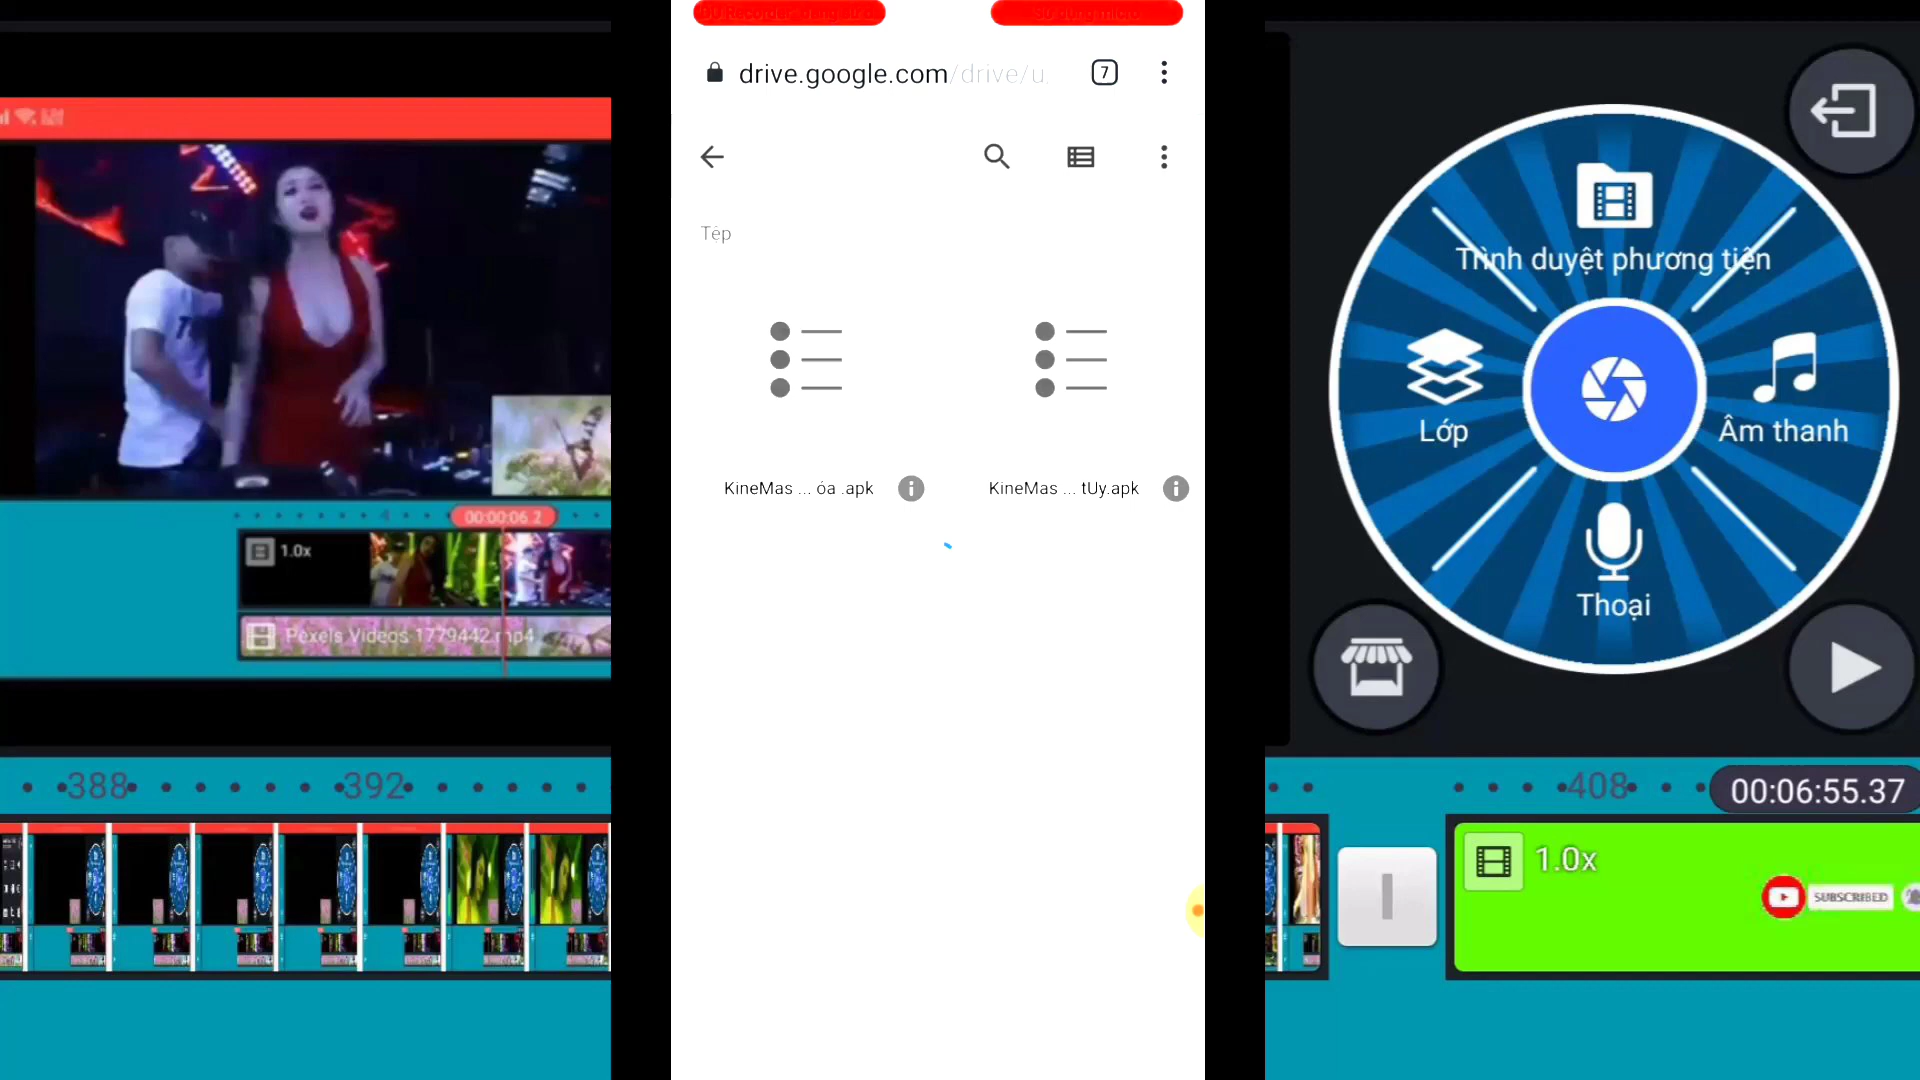 drive.google.com/drive/u.
7
Tệp
KineMas ... óa .apk
KineMas ... tUy.apk
00:00:06.2
1.0x
Pexels Videos 1779442.mp4
388
392
Trình duyệt phương tiện
Lớp
Âm thanh
Thoại
408
00:06:55.37
1.0x
SUBSCRIBED